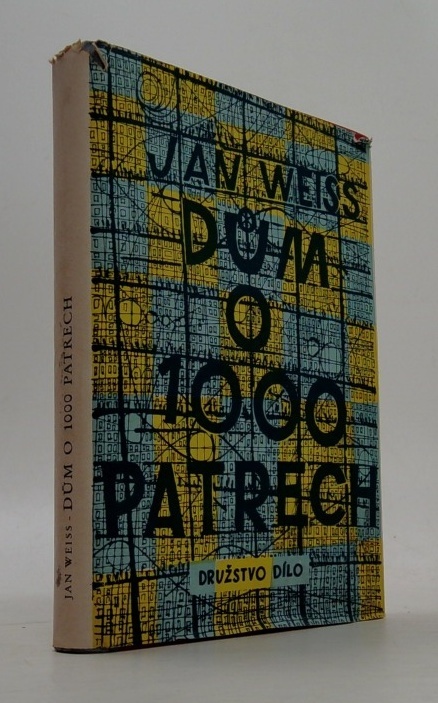 JAN WEISS
DŮM
O
1000
PATRECH
DRUŽSTVO DÍLO
JAN WEISS - DŮM O 1000 PATRECH